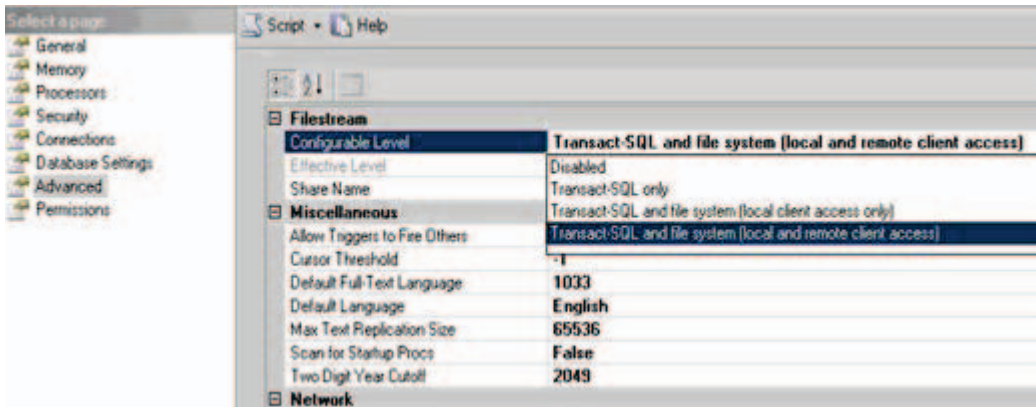 Select a page
General
Memory
Processors
Security
Connections
Database Settings
Advanced
Permissions
Script Help
Filestream
Configurable Level Transact-SQL and file system (local and remote client access)
Effective Level Disabled
Share Name Transact-SQL only
Miscellaneous Transact-SQL and file system (local client access only)
Allow Triggers to Fire Others Transact-SQL and file system (local and remote client access)
Cursor Threshold -1
Default Full-Text Language 1033
Default Language English
Max Text Replication Size 65536
Scan for Startup Procs False
Two Digit Year Cutoff 2049
Network